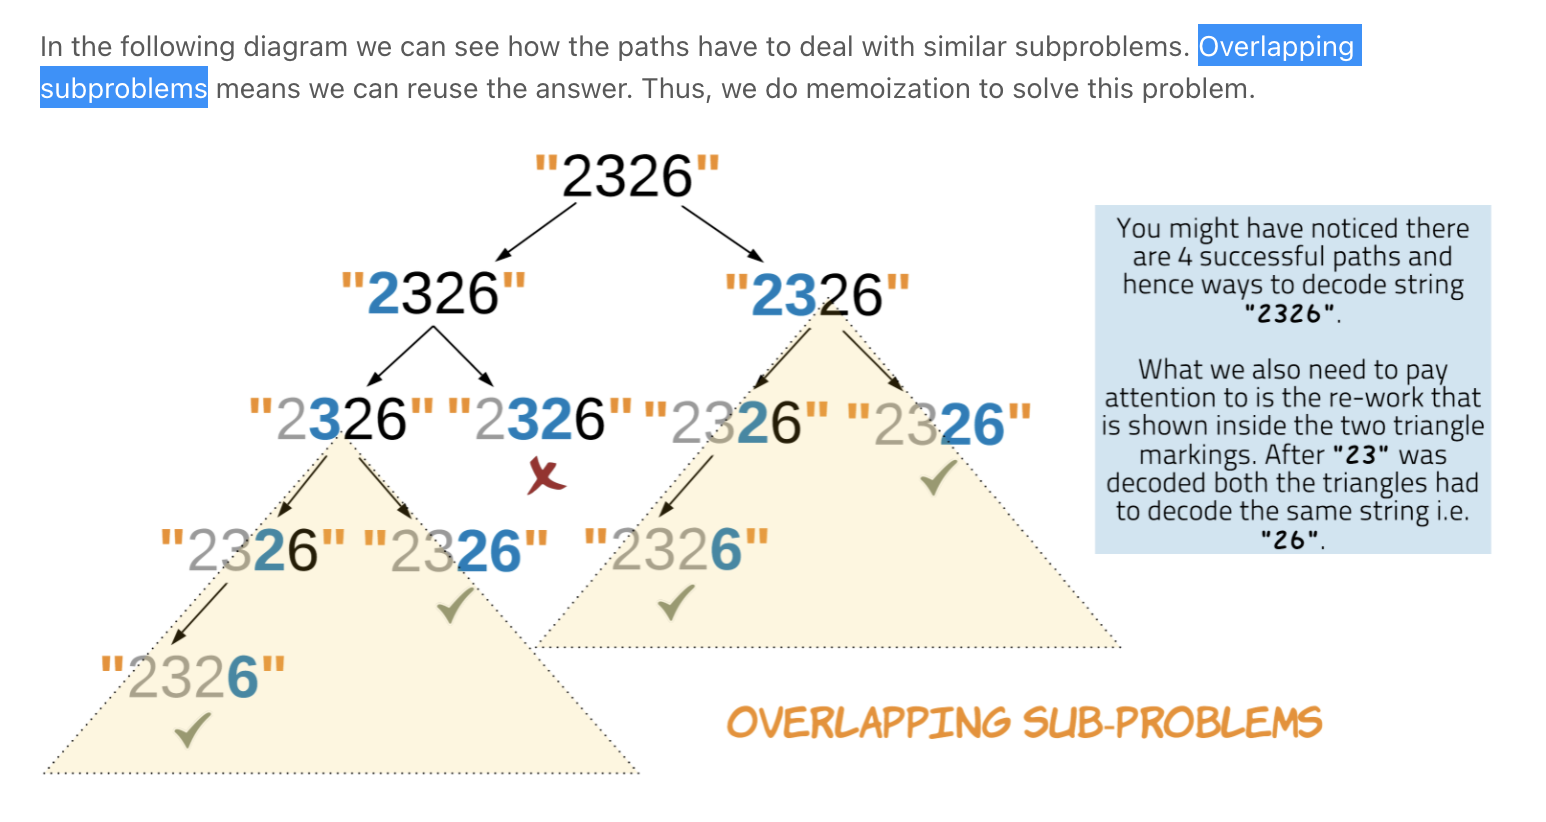 In the following diagram we can see how the paths have to deal with similar subproblems. Overlapping
subproblems means we can reuse the answer. Thus, we do memoization to solve this problem.
"2326"
"2326" "2326"
"2326" "2326" "2326" "2326"
"2326" "2326" "2326"
"2326"
You might have noticed there
are 4 successful paths and
hence ways to decode string
"2326".
What we also need to pay
attention to is the re-work that
is shown inside the two triangle
markings. After "23" was
decoded both the triangles had
to decode the same string i.e.
"26".
OVERLAPPING SUB-PROBLEMS